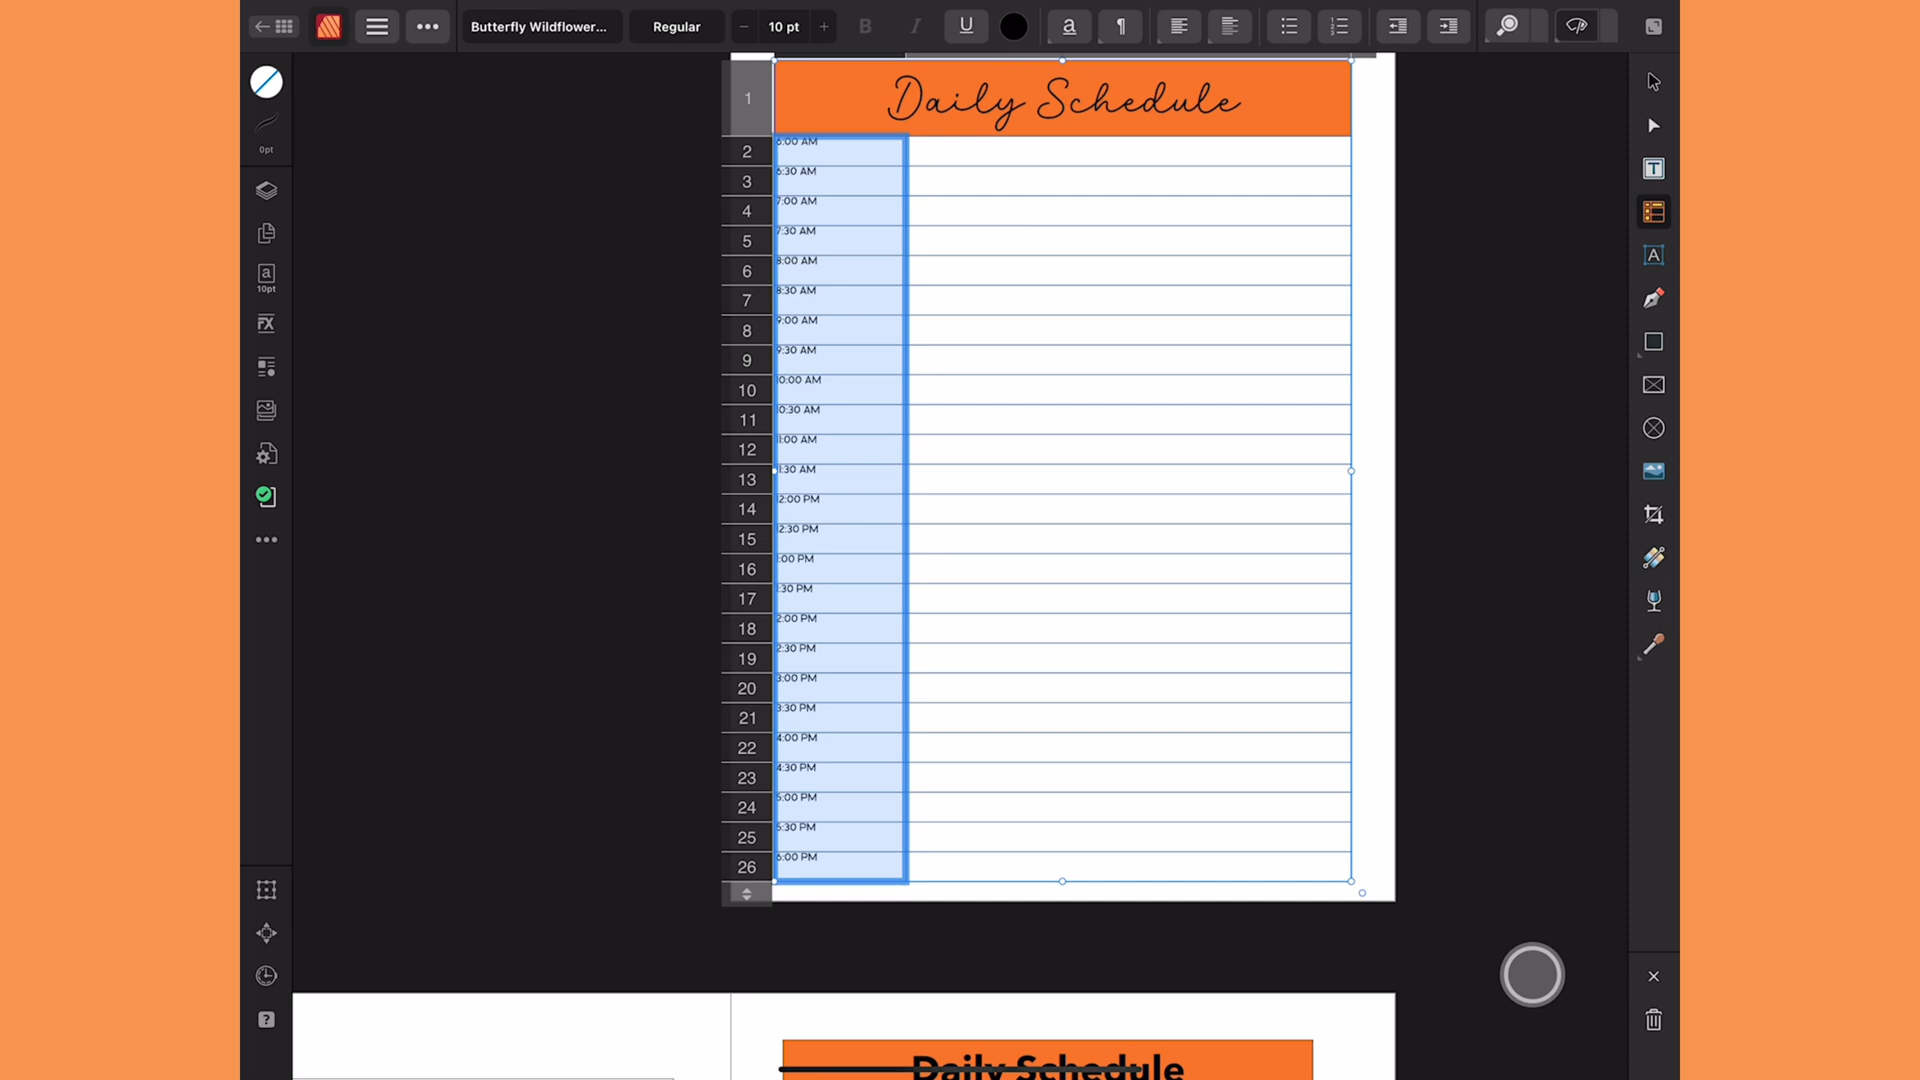 Butterfly Wildflower... Regular − 10 pt + B I U a ¶
0pt
a
10pt
FX
?
T
A
1 Daily Schedule
2 6:00 AM
3 6:30 AM
4 7:00 AM
5 7:30 AM
6 8:00 AM
7 8:30 AM
8 9:00 AM
9 9:30 AM
10 10:00 AM
11 10:30 AM
12 11:00 AM
13 11:30 AM
14 12:00 PM
15 12:30 PM
16 1:00 PM
17 1:30 PM
18 2:00 PM
19 2:30 PM
20 3:00 PM
21 3:30 PM
22 4:00 PM
23 4:30 PM
24 5:00 PM
25 5:30 PM
26 6:00 PM
Daily Schedule